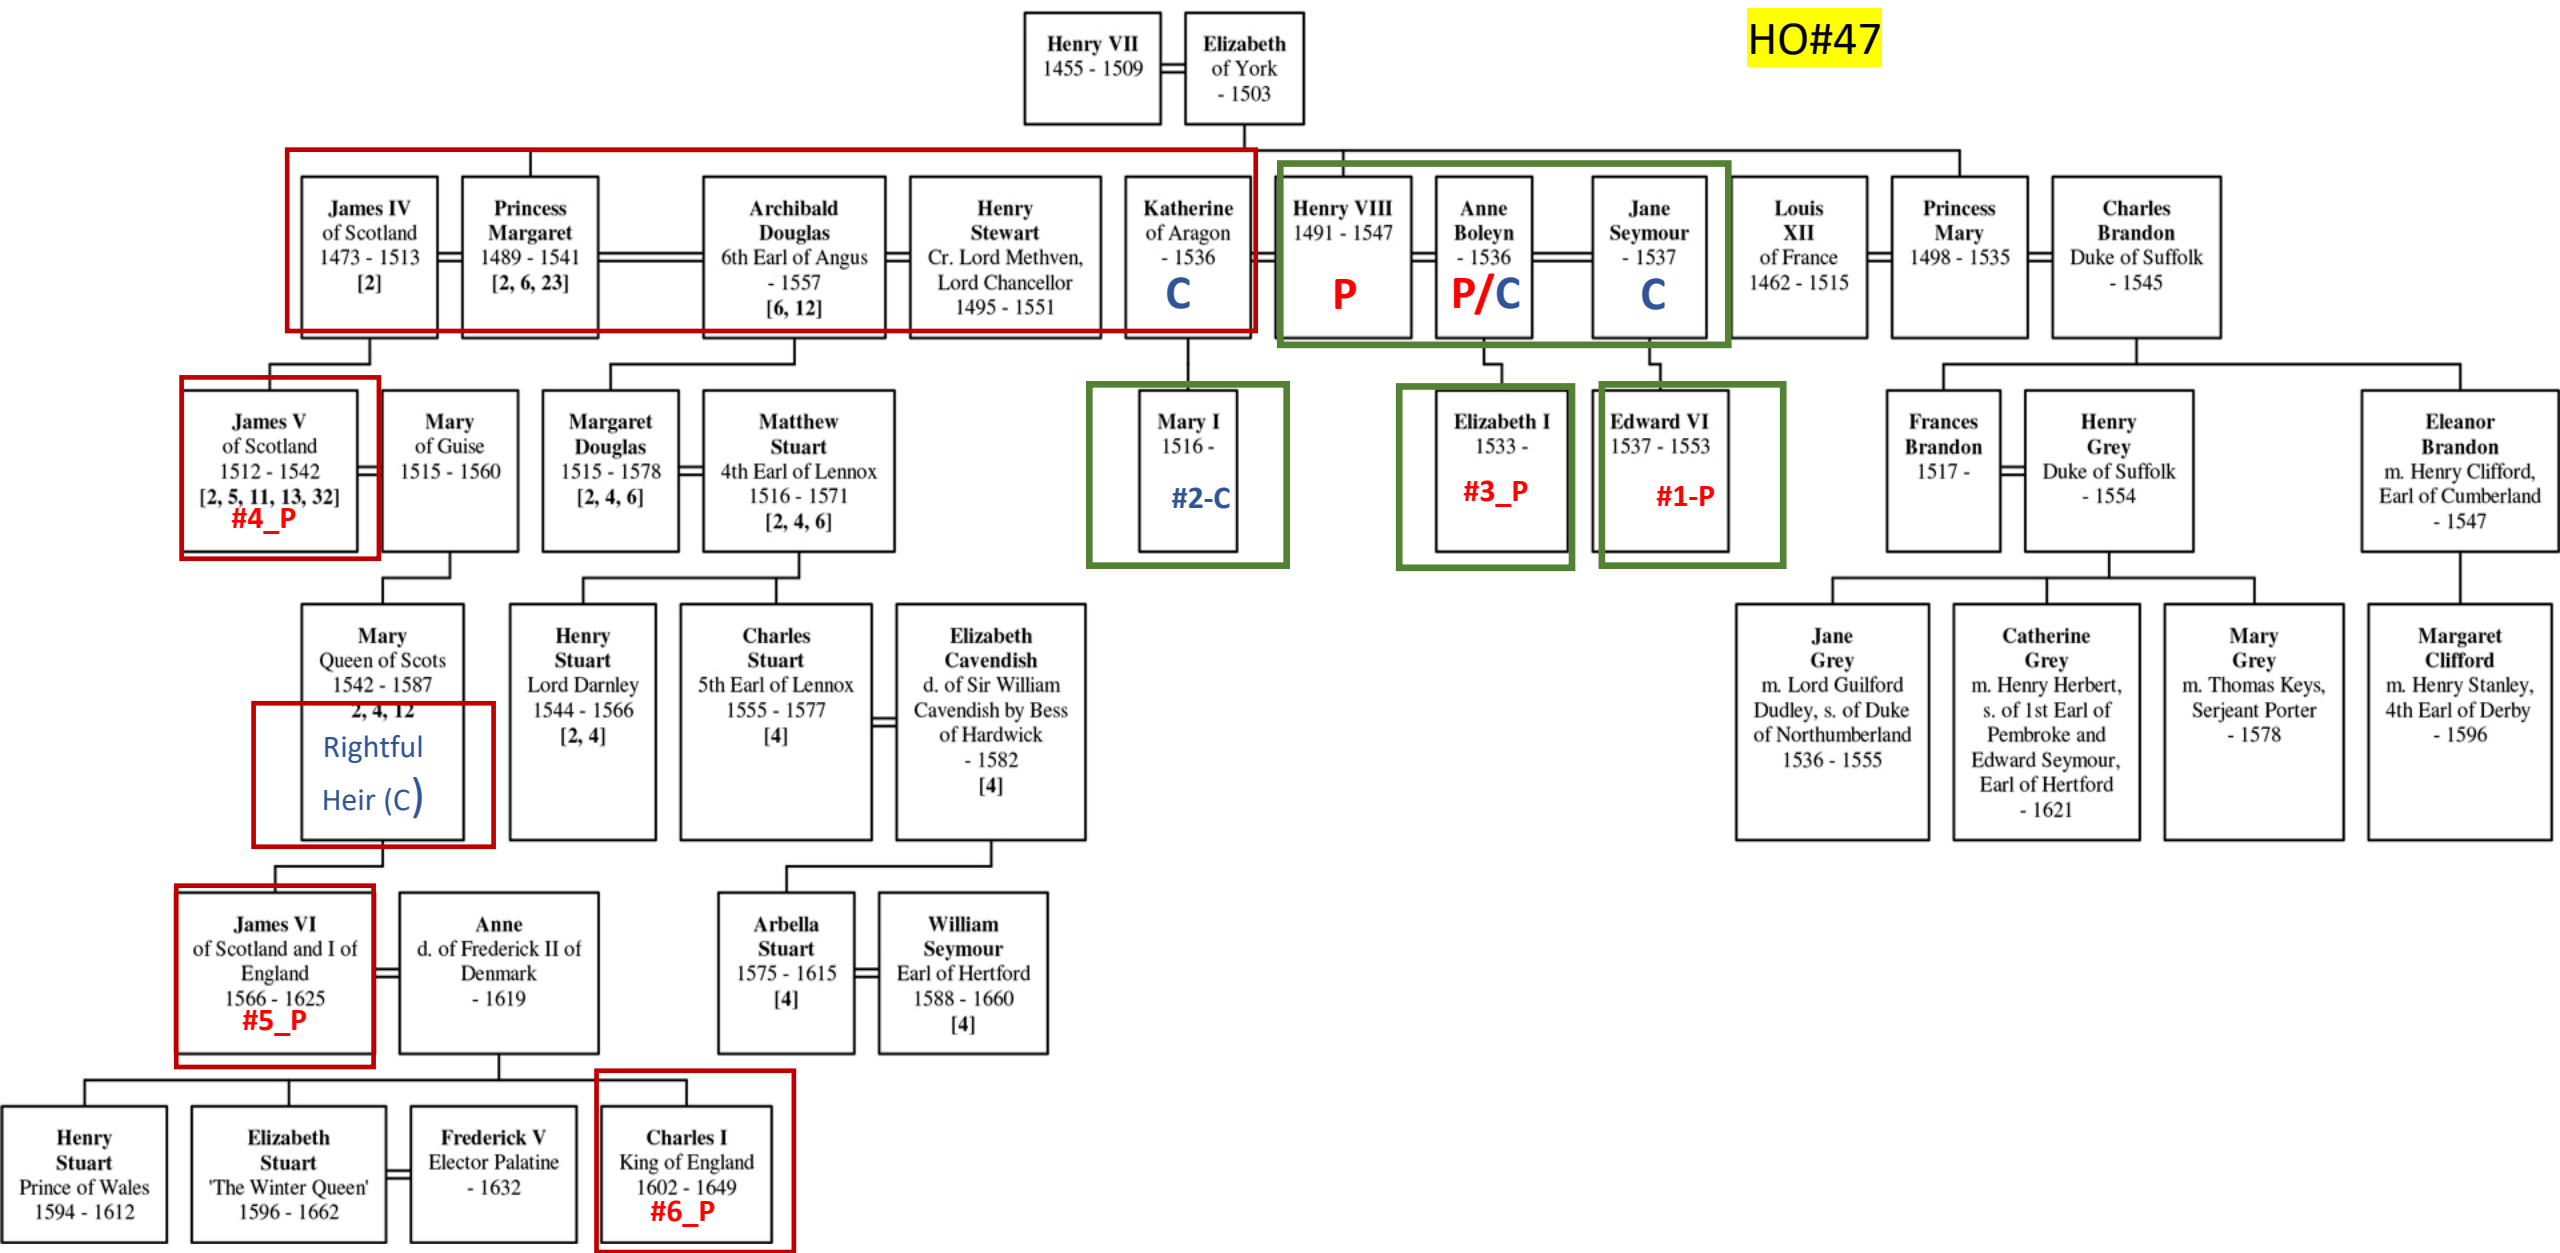 HO#47
Henry VII
1455 - 1509
Elizabeth
of York
- 1503
James IV
of Scotland
1473 - 1513
[2]
Princess
Margaret
1489 - 1541
[2, 6, 23]
Archibald
Douglas
6th Earl of Angus
- 1557
[6, 12]
Henry
Stewart
Cr. Lord Methven,
Lord Chancellor
1495 - 1551
Katherine
of Aragon
- 1536
C
Henry VIII
1491 - 1547
P
Anne
Boleyn
- 1536
P/C
Jane
Seymour
- 1537
C
Louis
XII
of France
1462 - 1515
Princess
Mary
1498 - 1535
Charles
Brandon
Duke of Suffolk
- 1545
James V
of Scotland
1512 - 1542
[2, 5, 11, 13, 32]
#4_P
Mary
of Guise
1515 - 1560
Margaret
Douglas
1515 - 1578
[2, 4, 6]
Matthew
Stuart
4th Earl of Lennox
1516 - 1571
[2, 4, 6]
Mary I
1516 -
#2-C
Elizabeth I
1533 -
#3_P
Edward VI
1537 - 1553
#1-P
Frances
Brandon
1517 -
Henry
Grey
Duke of Suffolk
- 1554
Eleanor
Brandon
m. Henry Clifford,
Earl of Cumberland
- 1547
Mary
Queen of Scots
1542 - 1587
2, 4, 12
Rightful
Heir (C)
Henry
Stuart
Lord Darnley
1544 - 1566
[2, 4]
Charles
Stuart
5th Earl of Lennox
1555 - 1577
[4]
Elizabeth
Cavendish
d. of Sir William
Cavendish by Bess
of Hardwick
- 1582
[4]
Jane
Grey
m. Lord Guilford
Dudley, s. of Duke
of Northumberland
1536 - 1555
Catherine
Grey
m. Henry Herbert,
s. of 1st Earl of
Pembroke and
Edward Seymour,
Earl of Hertford
- 1621
Mary
Grey
m. Thomas Keys,
Serjeant Porter
- 1578
Margaret
Clifford
m. Henry Stanley,
4th Earl of Derby
- 1596
James VI
of Scotland and I of
England
1566 - 1625
#5_P
Anne
d. of Frederick II of
Denmark
- 1619
Arbella
Stuart
1575 - 1615
[4]
William
Seymour
Earl of Hertford
1588 - 1660
[4]
Henry
Stuart
Prince of Wales
1594 - 1612
Elizabeth
Stuart
'The Winter Queen'
1596 - 1662
Frederick V
Elector Palatine
- 1632
Charles I
King of England
1602 - 1649
#6_P